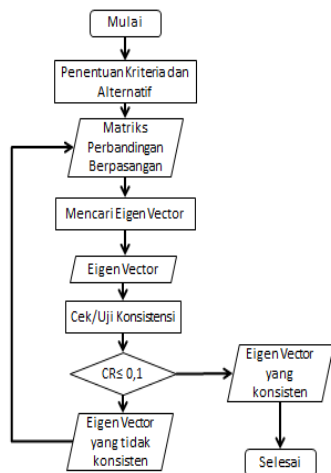 Mulai
Penentuan Kriteria dan
Alternatif
Matriks
Perbandingan
Berpasangan
Mencari Eigen Vector
Eigen Vector
Cek/Uji Konsistensi
CR≤ 0,1
Eigen Vector
yang
konsisten
Eigen Vector
yang tidak
konsisten
Selesai